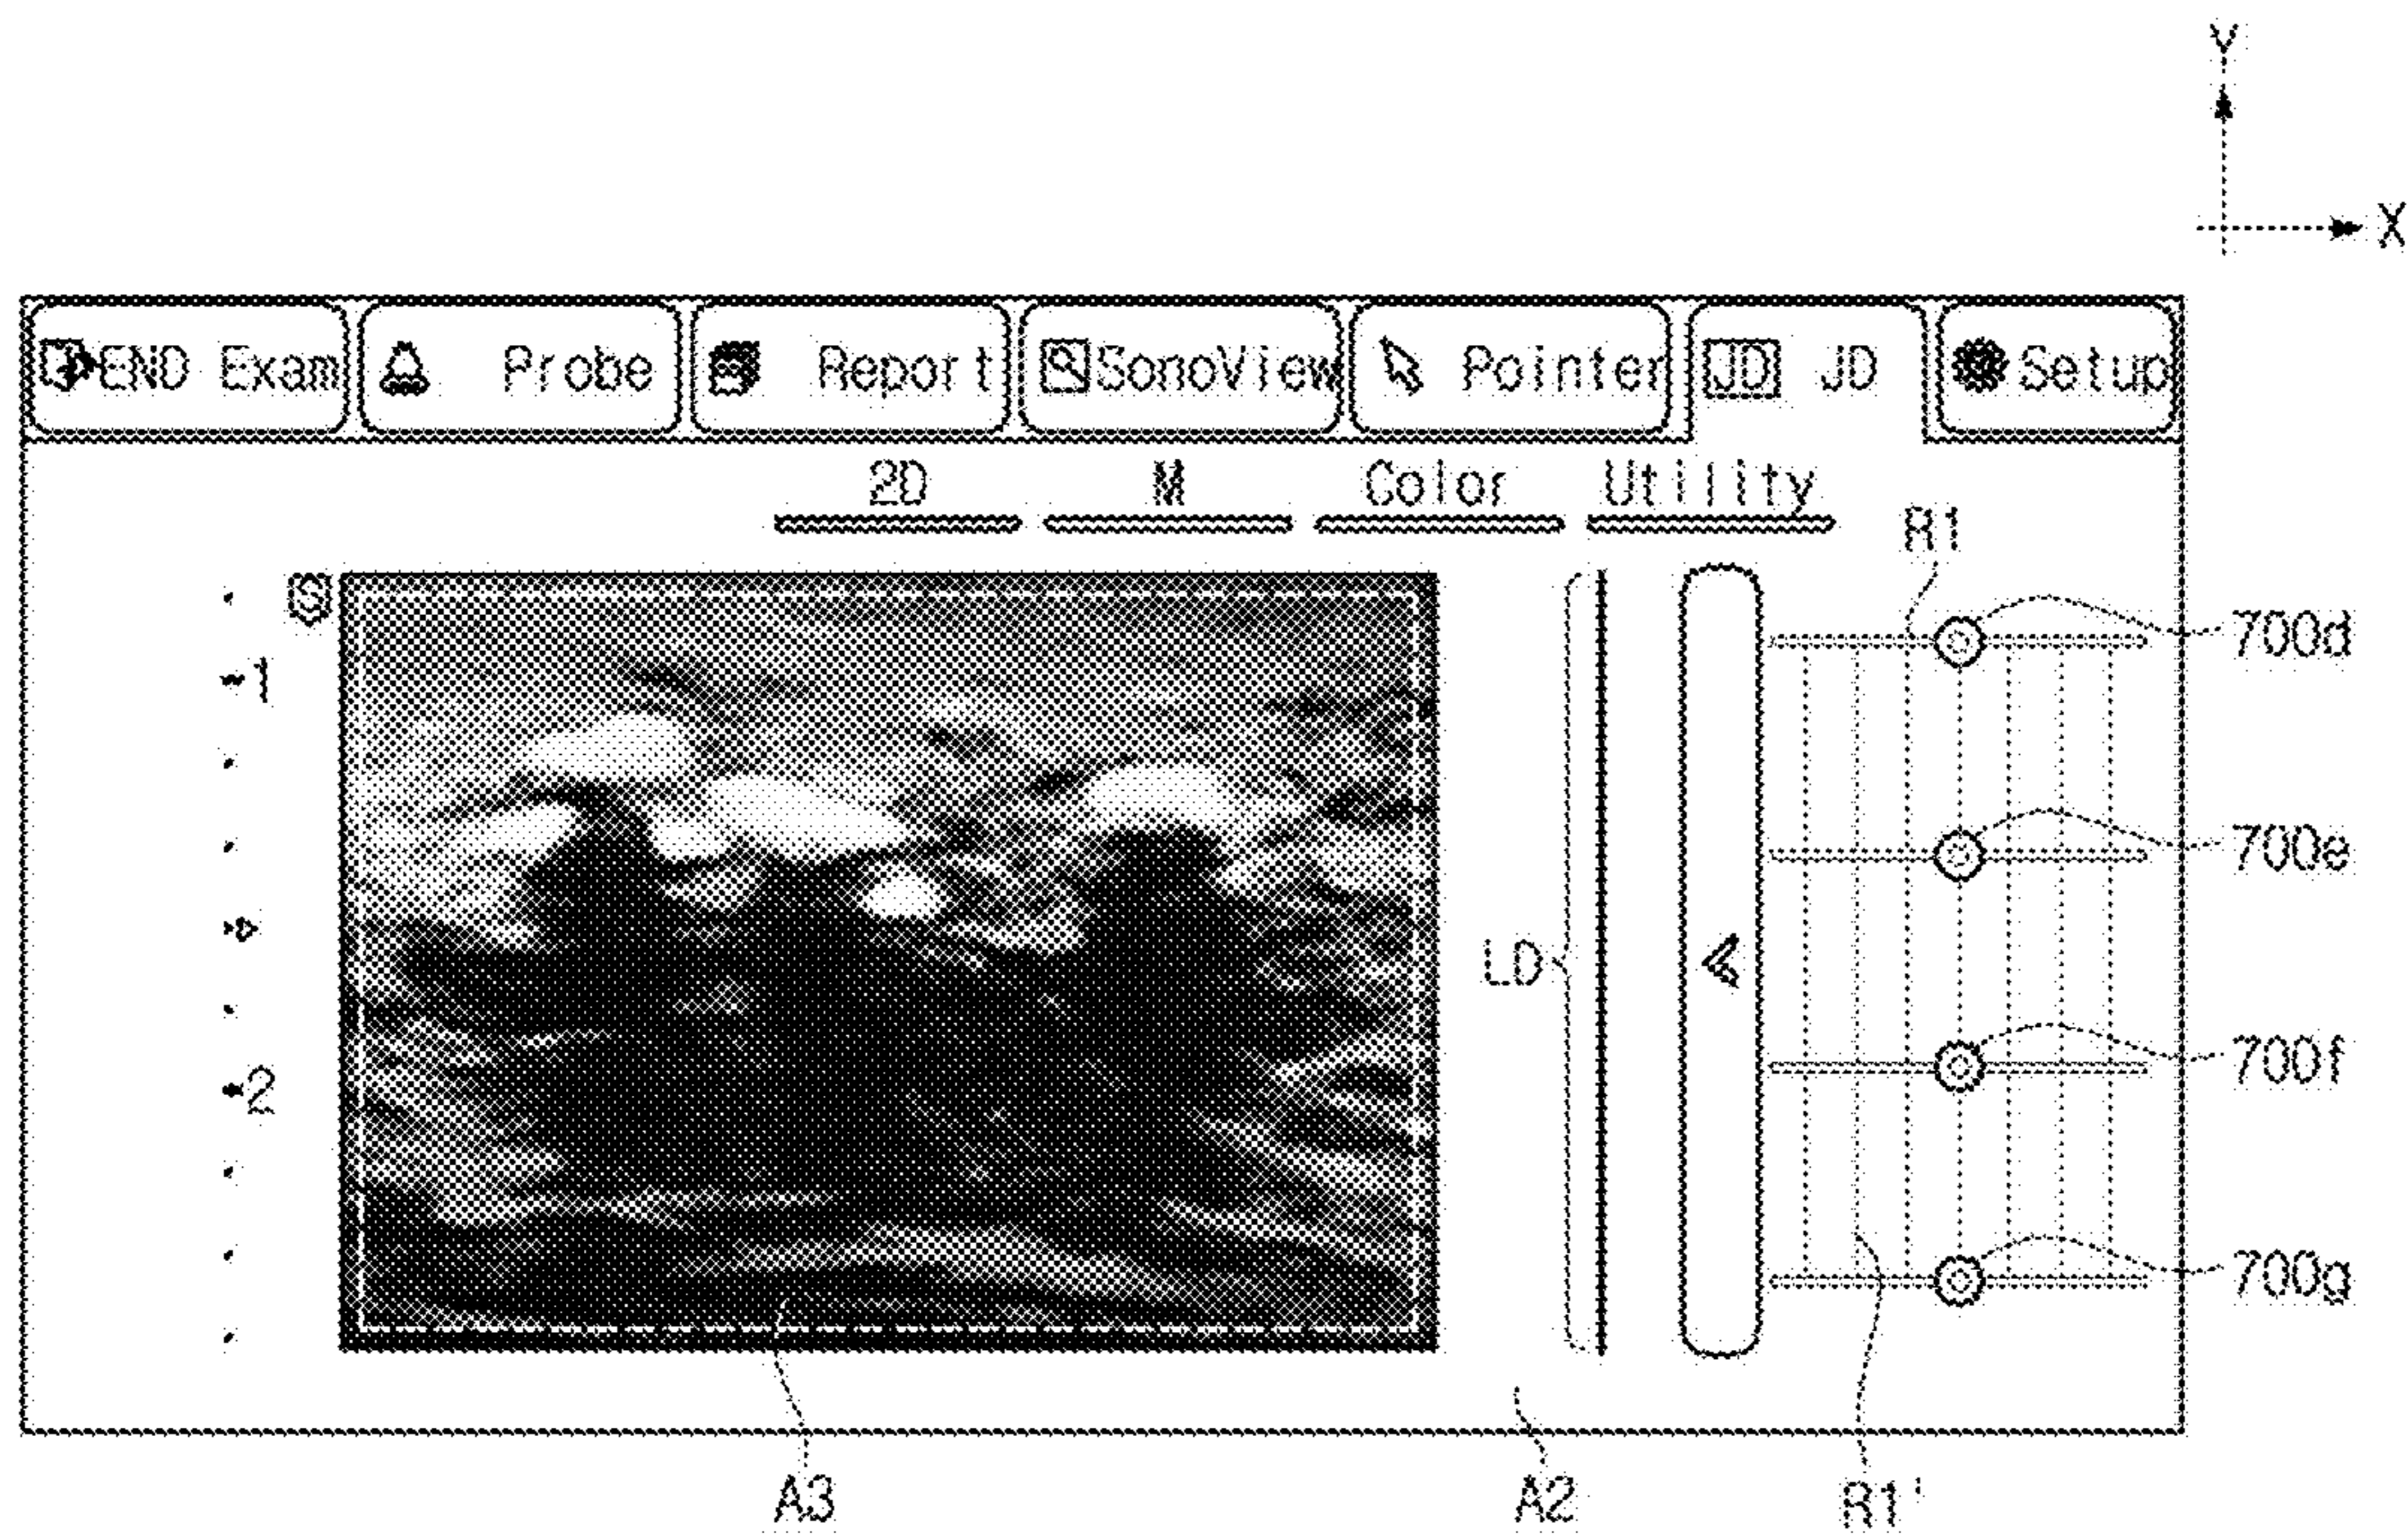 Y
X
END Exam Probe Report SonoView Pointer JD JD Setup
2D M Color Utility
R1
S
700d
1
700e
LD
700f
2
700g
A3 A2 R1'